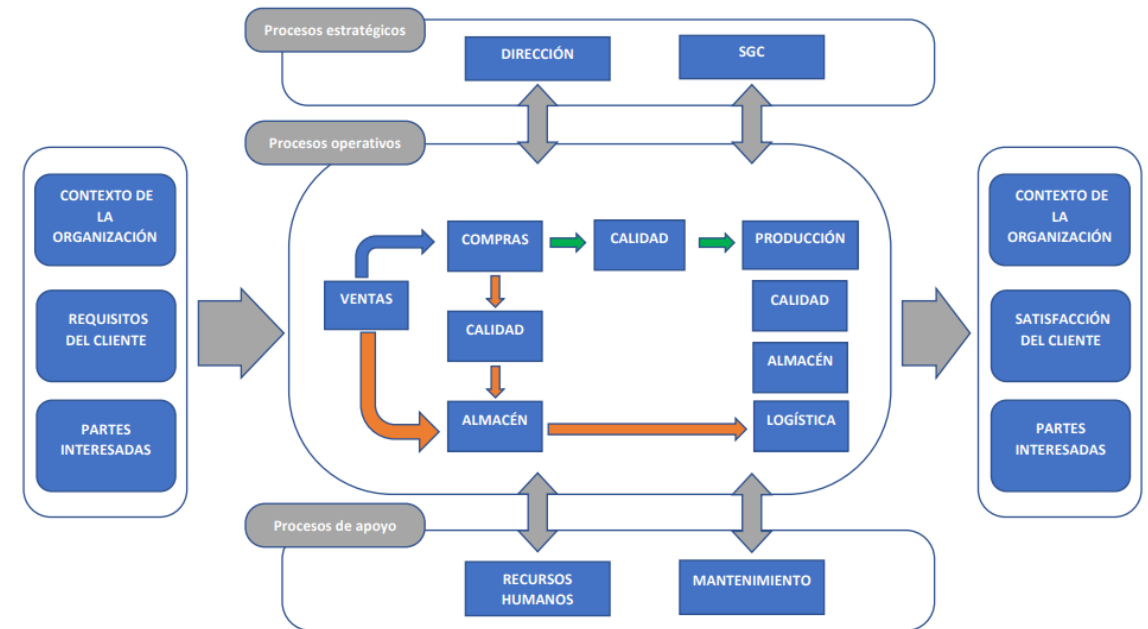 Procesos estratégicos
DIRECCIÓN
SGC
Procesos operativos
CONTEXTO DE
LA
ORGANIZACIÓN
REQUISITOS
DEL CLIENTE
PARTES
INTERESADAS
VENTAS
COMPRAS
CALIDAD
PRODUCCIÓN
CALIDAD
CALIDAD
ALMACÉN
ALMACÉN
LOGÍSTICA
CONTEXTO DE
LA
ORGANIZACIÓN
SATISFACCIÓN
DEL CLIENTE
PARTES
INTERESADAS
Procesos de apoyo
RECURSOS
HUMANOS
MANTENIMIENTO